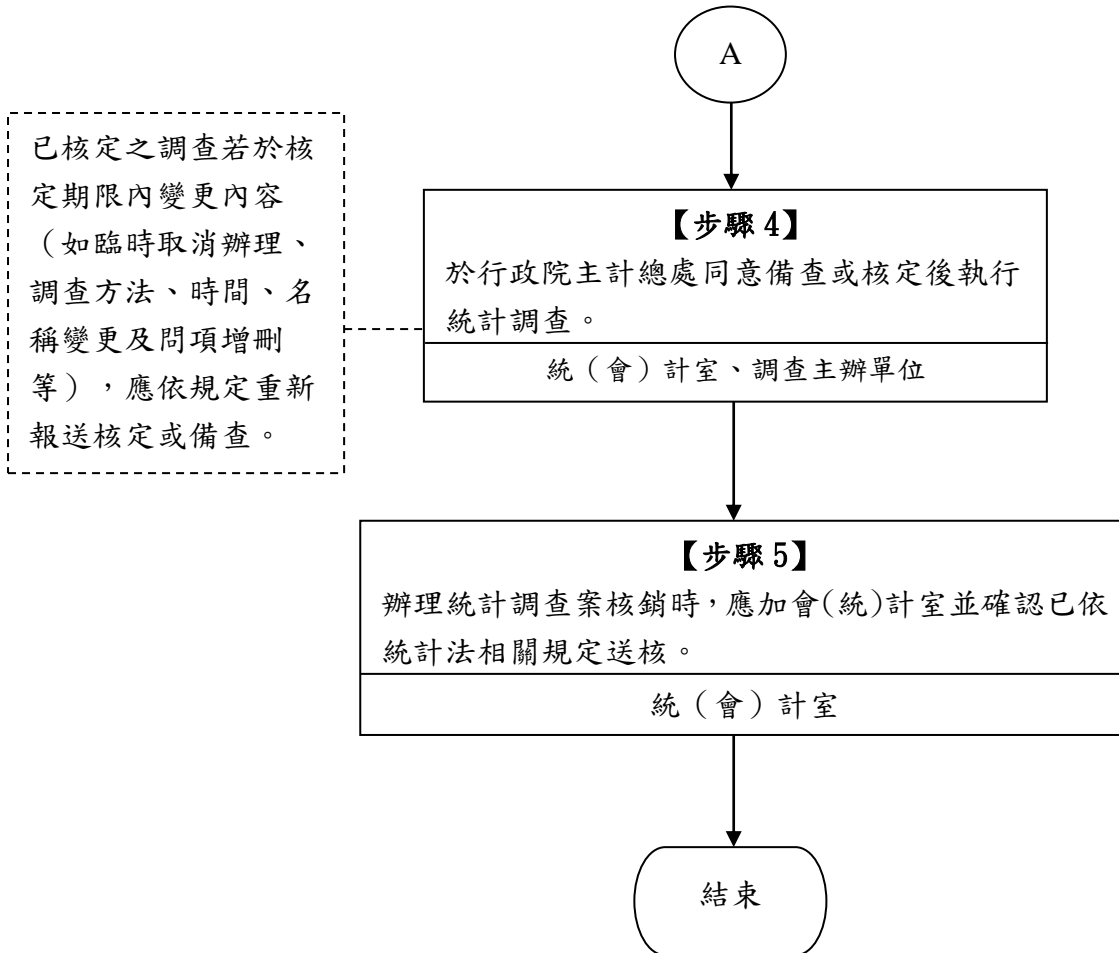 A
已核定之調查若於核
定期限內變更內容
（如臨時取消辦理、
調查方法、時間、名
稱變更及問項增刪
等），應依規定重新
報送核定或備查。
【步驟 4】
於行政院主計總處同意備查或核定後執行
統計調查。
統（會）計室、調查主辦單位
【步驟 5】
辦理統計調查案核銷時，應加會(統)計室並確認已依
統計法相關規定送核。
統（會）計室
結束